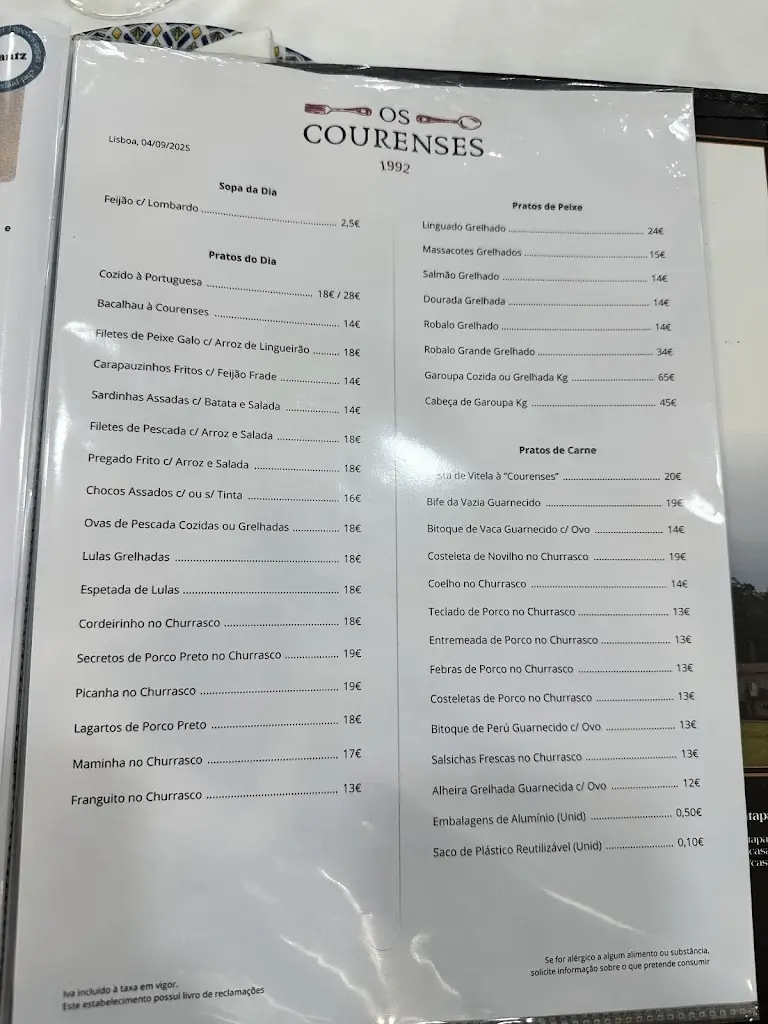 OS
COURENSES
1992
Lisboa, 04/09/2025
Sopa da Dia
Feijão c/ Lombardo 2,5€
Pratos do Dia
Cozido à Portuguesa 18€ / 28€
Bacalhau à Courenses 14€
Filetes de Peixe Galo c/ Arroz de Lingueirão 18€
Carapauzinhos Fritos c/ Feijão Frade 14€
Sardinhas Assadas c/ Batata e Salada 14€
Filetes de Pescada c/ Arroz e Salada 18€
Pregado Frito c/ Arroz e Salada 18€
Chocos Assados c/ ou s/ Tinta 16€
Ovas de Pescada Cozidas ou Grelhadas 18€
Lulas Grelhadas 18€
Espetada de Lulas 18€
Cordeirinho no Churrasco 18€
Secretos de Porco Preto no Churrasco 19€
Picanha no Churrasco 19€
Lagartos de Porco Preto 18€
Maminha no Churrasco 17€
Franguito no Churrasco 13€
Pratos de Peixe
Linguado Grelhado 24€
Massacotes Grelhados 15€
Salmão Grelhado 14€
Dourada Grelhada 14€
Robalo Grelhado 14€
Robalo Grande Grelhado 34€
Garoupa Cozida ou Grelhada Kg 65€
Cabeça de Garoupa Kg 45€
Pratos de Carne
de Vitela à "Courenses" 20€
Bife da Vazia Guarnecido 19€
Bitoque de Vaca Guarnecido c/ Ovo 14€
Costeleta de Novilho no Churrasco 19€
Coelho no Churrasco 14€
Teclado de Porco no Churrasco 13€
Entremeada de Porco no Churrasco 13€
Febras de Porco no Churrasco 13€
Costeletas de Porco no Churrasco 13€
Bitoque de Perú Guarnecido c/ Ovo 13€
Salsichas Frescas no Churrasco 13€
Alheira Grelhada Guarnecida c/ Ovo 12€
Embalagens de Alumínio (Unid) 0,50€
Saco de Plástico Reutilizável (Unid) 0,10€
Iva incluído à taxa em vigor.
Este estabelecimento possui livro de reclamações
Se for alérgico a algum alimento ou substância,
solicite informação sobre o que pretende consumir